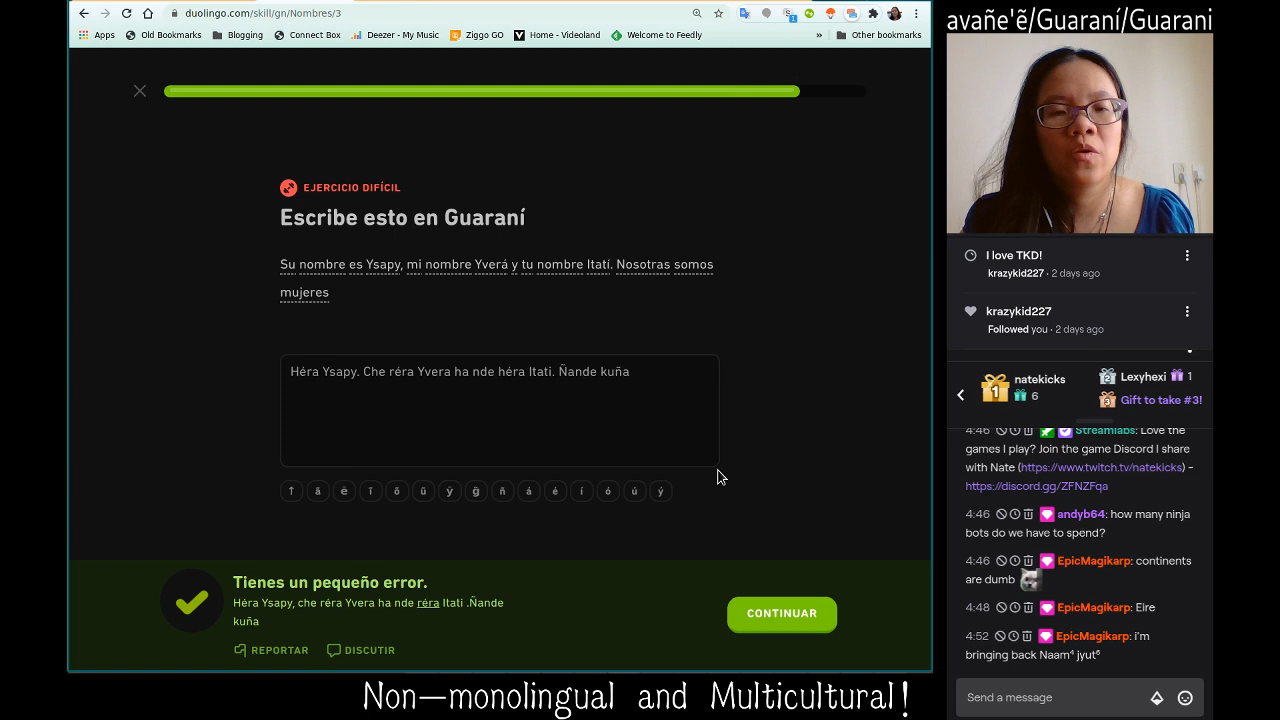 duolingo.com/skill/gn/Nombres/3
avañe'ẽ/Guaraní/Guarani
Apps Old Bookmarks Blogging Connect Box Deezer - My Music Ziggo GO Home - Videoland Welcome to Feedly » Other bookmarks
EJERCICIO DIFÍCIL
Escribe esto en Guaraní
Su nombre es Ysapy, mi nombre Yverá y tu nombre Itatí. Nosotras somos
mujeres
Héra Ysapy. Che réra Yvera ha nde héra Itati. Ñande kuña
↑ ã ẽ ĩ õ ũ ỹ g̃ ñ á é í ó ú ý
Tienes un pequeño error.
Héra Ysapy, che réra Yvera ha nde réra Itati .Ñande
kuña
CONTINUAR
REPORTAR DISCUTIR
I love TKD!
krazykid227 · 2 days ago
krazykid227
Followed you · 2 days ago
1 natekicks
6
2 Lexyhexi 1
3 Gift to take #3!
4:46 Streamlabs: Love the
games I play? Join the game Discord I share
with Nate (https://www.twitch.tv/natekicks) -
https://discord.gg/ZFNZFqa
4:46 andyb64: how many ninja
bots do we have to spend?
4:46 EpicMagikarp: continents
are dumb
4:48 EpicMagikarp: Eire
4:52 EpicMagikarp: i'm
bringing back Naam⁴ jyut⁶
Send a message
Non-monolingual and Multicultural!